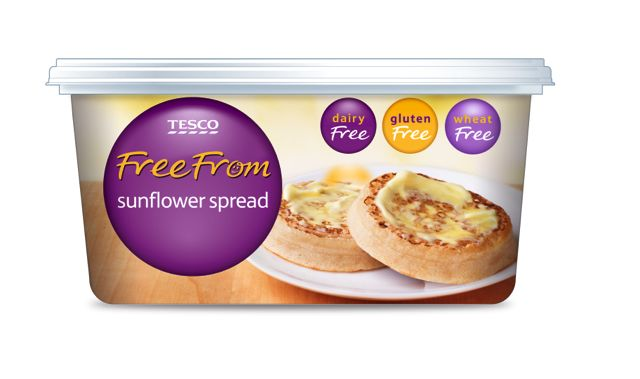 TESCO
Free From
sunflower spread
dairy
Free
gluten
Free
wheat
Free